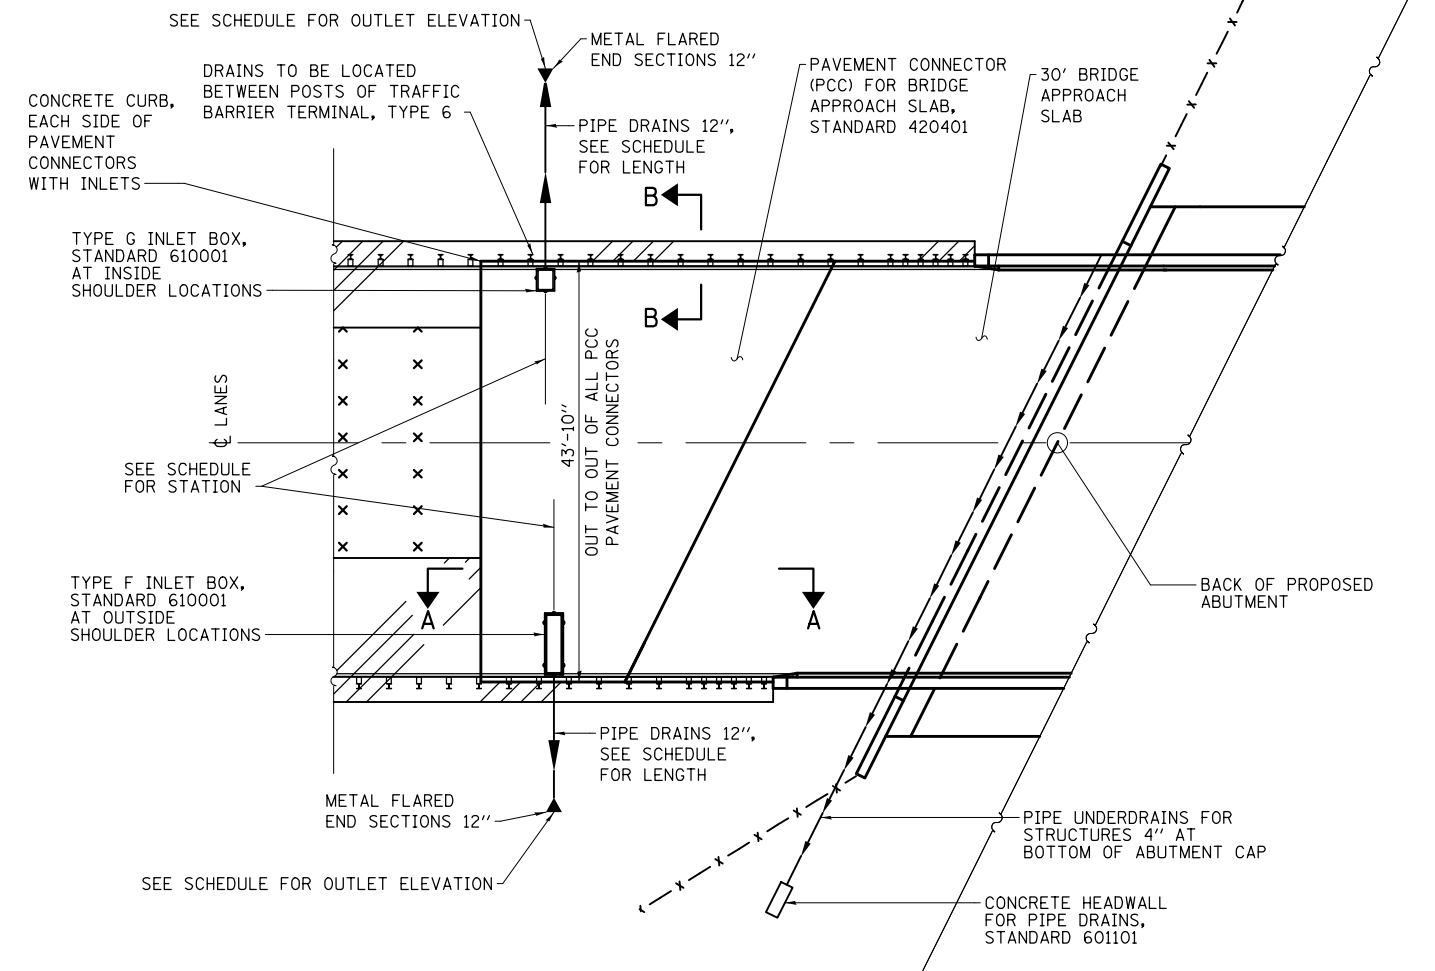 SEE SCHEDULE FOR OUTLET ELEVATION
METAL FLARED
END SECTIONS 12"
DRAINS TO BE LOCATED
BETWEEN POSTS OF TRAFFIC
BARRIER TERMINAL, TYPE 6
PAVEMENT CONNECTOR
(PCC) FOR BRIDGE
APPROACH SLAB,
STANDARD 420401
30' BRIDGE
APPROACH
SLAB
CONCRETE CURB,
EACH SIDE OF
PAVEMENT
CONNECTORS
WITH INLETS
PIPE DRAINS 12",
SEE SCHEDULE
FOR LENGTH
B
TYPE G INLET BOX,
STANDARD 610001
AT INSIDE
SHOULDER LOCATIONS
B
℄ LANES
43'-10"
OUT TO OUT OF ALL PCC
PAVEMENT CONNECTORS
SEE SCHEDULE
FOR STATION
TYPE F INLET BOX,
STANDARD 610001
AT OUTSIDE
SHOULDER LOCATIONS
A
A
BACK OF PROPOSED
ABUTMENT
PIPE DRAINS 12",
SEE SCHEDULE
FOR LENGTH
METAL FLARED
END SECTIONS 12"
PIPE UNDERDRAINS FOR
STRUCTURES 4" AT
BOTTOM OF ABUTMENT CAP
SEE SCHEDULE FOR OUTLET ELEVATION
CONCRETE HEADWALL
FOR PIPE DRAINS,
STANDARD 601101